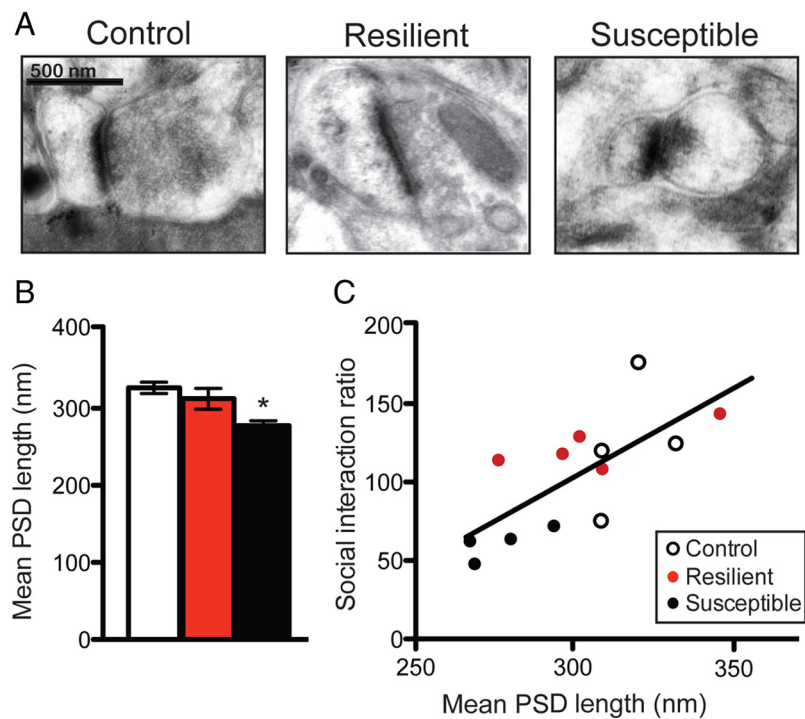 A
Control
Resilient
Susceptible
500 nm
B
Mean PSD length (nm)
400
300
200
100
0
*
C
Social interaction ratio
200
150
100
50
0
250
300
350
Mean PSD length (nm)
Control
Resilient
Susceptible